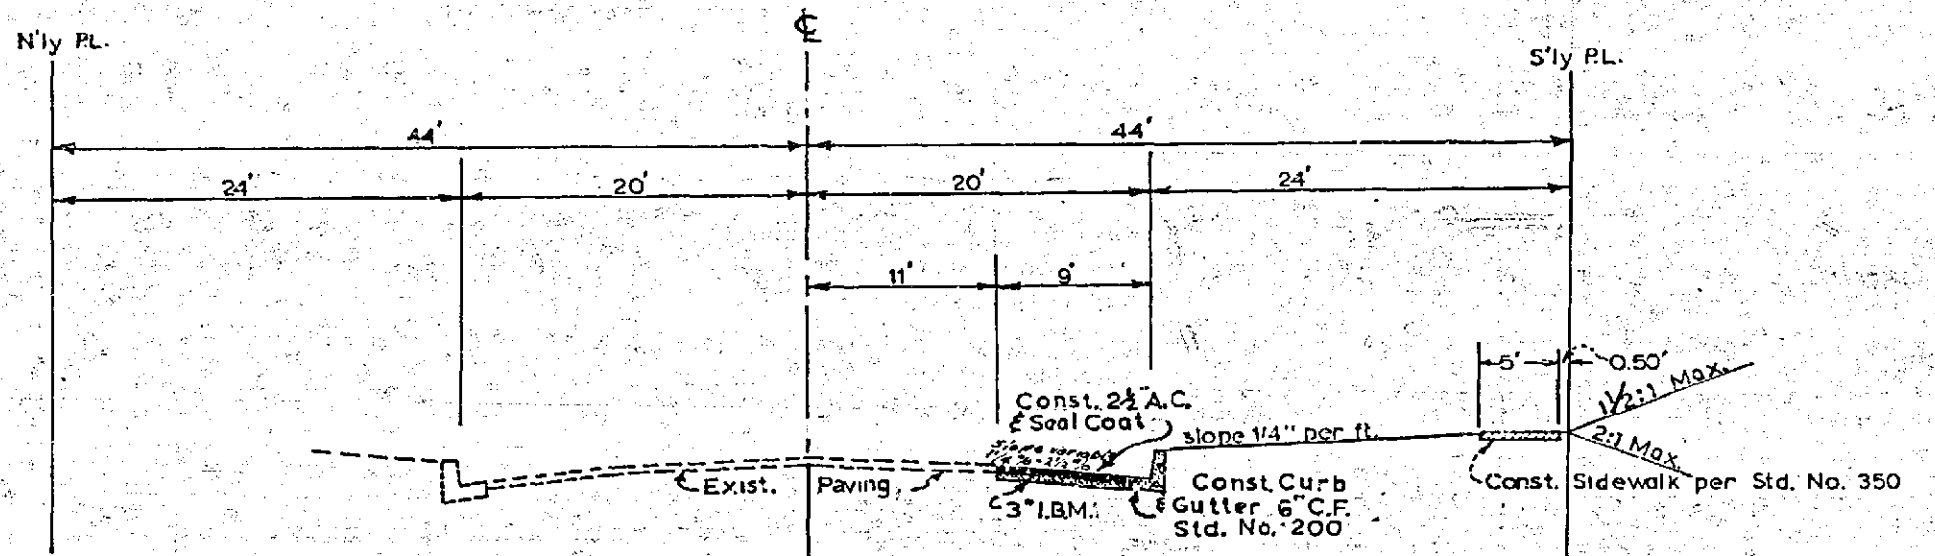 N'ly P.L.
℄
S'ly P.L.
44'
44'
24'
20'
20'
24'
11'
9'
5'
0.50'
1 1/2:1 Max.
2:1 Max.
Const. 2½" A.C.
& Seal Coat
slope 1/4" per ft.
Exist. Paving
3" I.B.M.
Const. Curb
& Gutter 6" C.F.
Std. No. 200
Const. Sidewalk per Std. No. 350